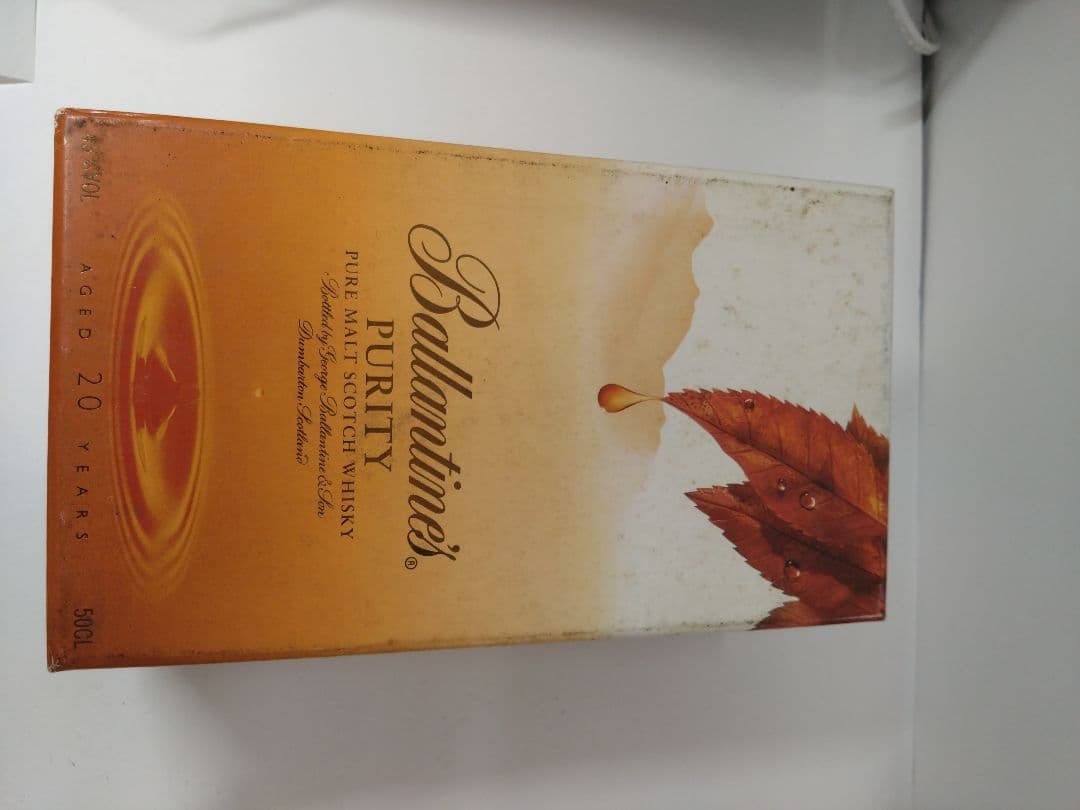 Ballantine's®
PURITY
PURE MALT SCOTCH WHISKY
Bottled by George Ballantine & Son
Dumbarton Scotland
43%VOL AGED 20 YEARS 50CL